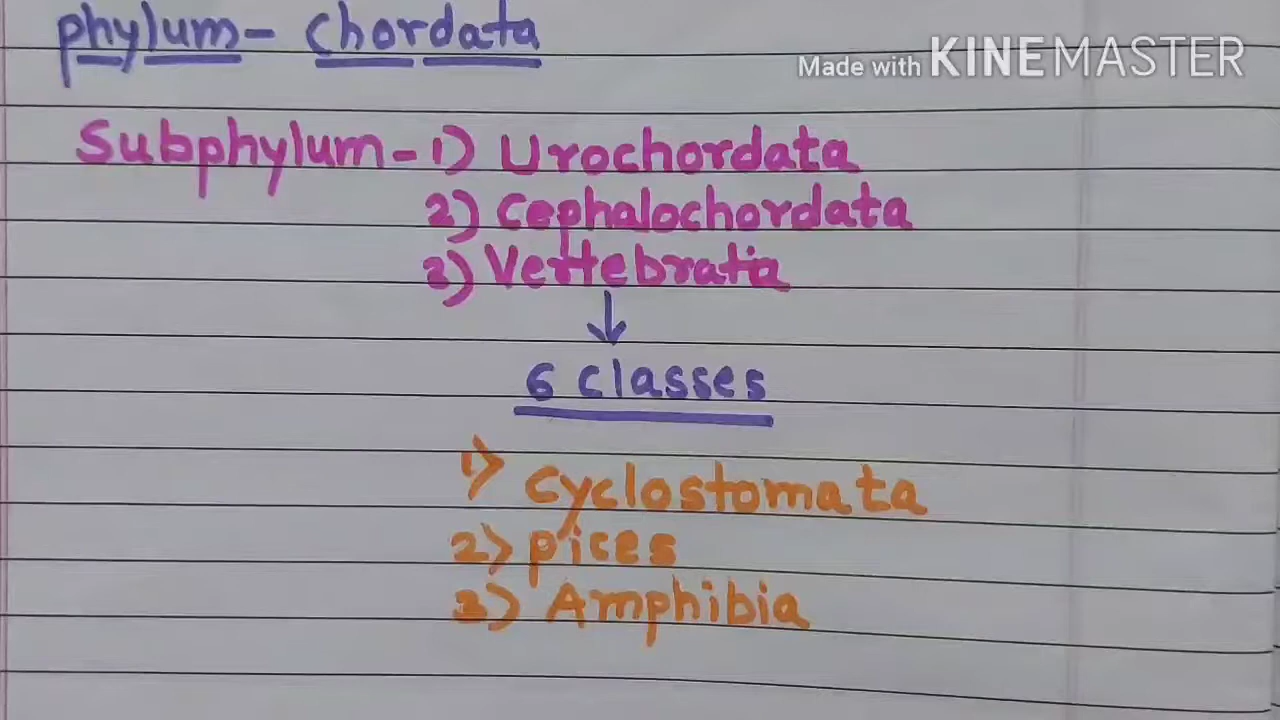 phylum- Chordata
Made with KINEMASTER
Subphylum - 1) Urochordata
2) Cephalochordata
3) Vertebrata
↓
6 classes
1) Cyclostomata
2) pices
3) Amphibia